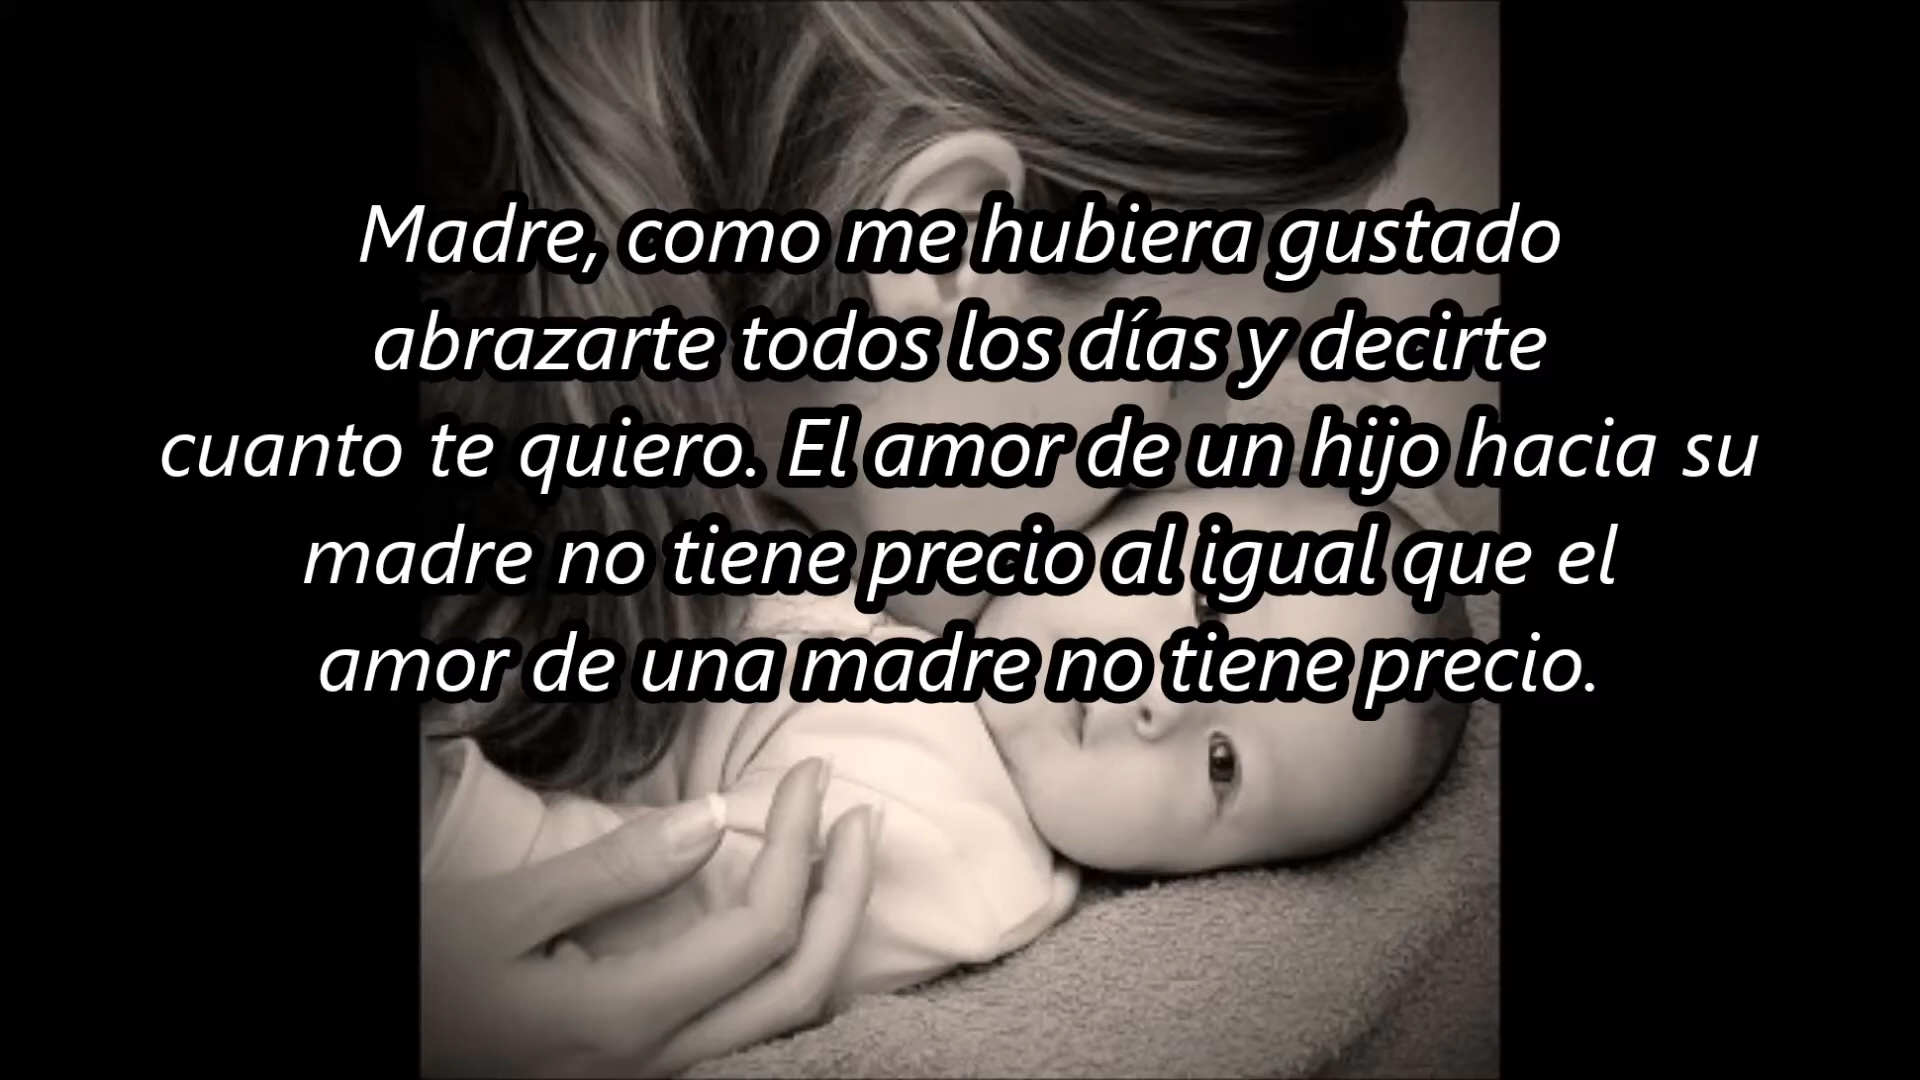 Madre, como me hubiera gustado
abrazarte todos los días y decirte
cuanto te quiero. El amor de un hijo hacia su
madre no tiene precio al igual que el
amor de una madre no tiene precio.